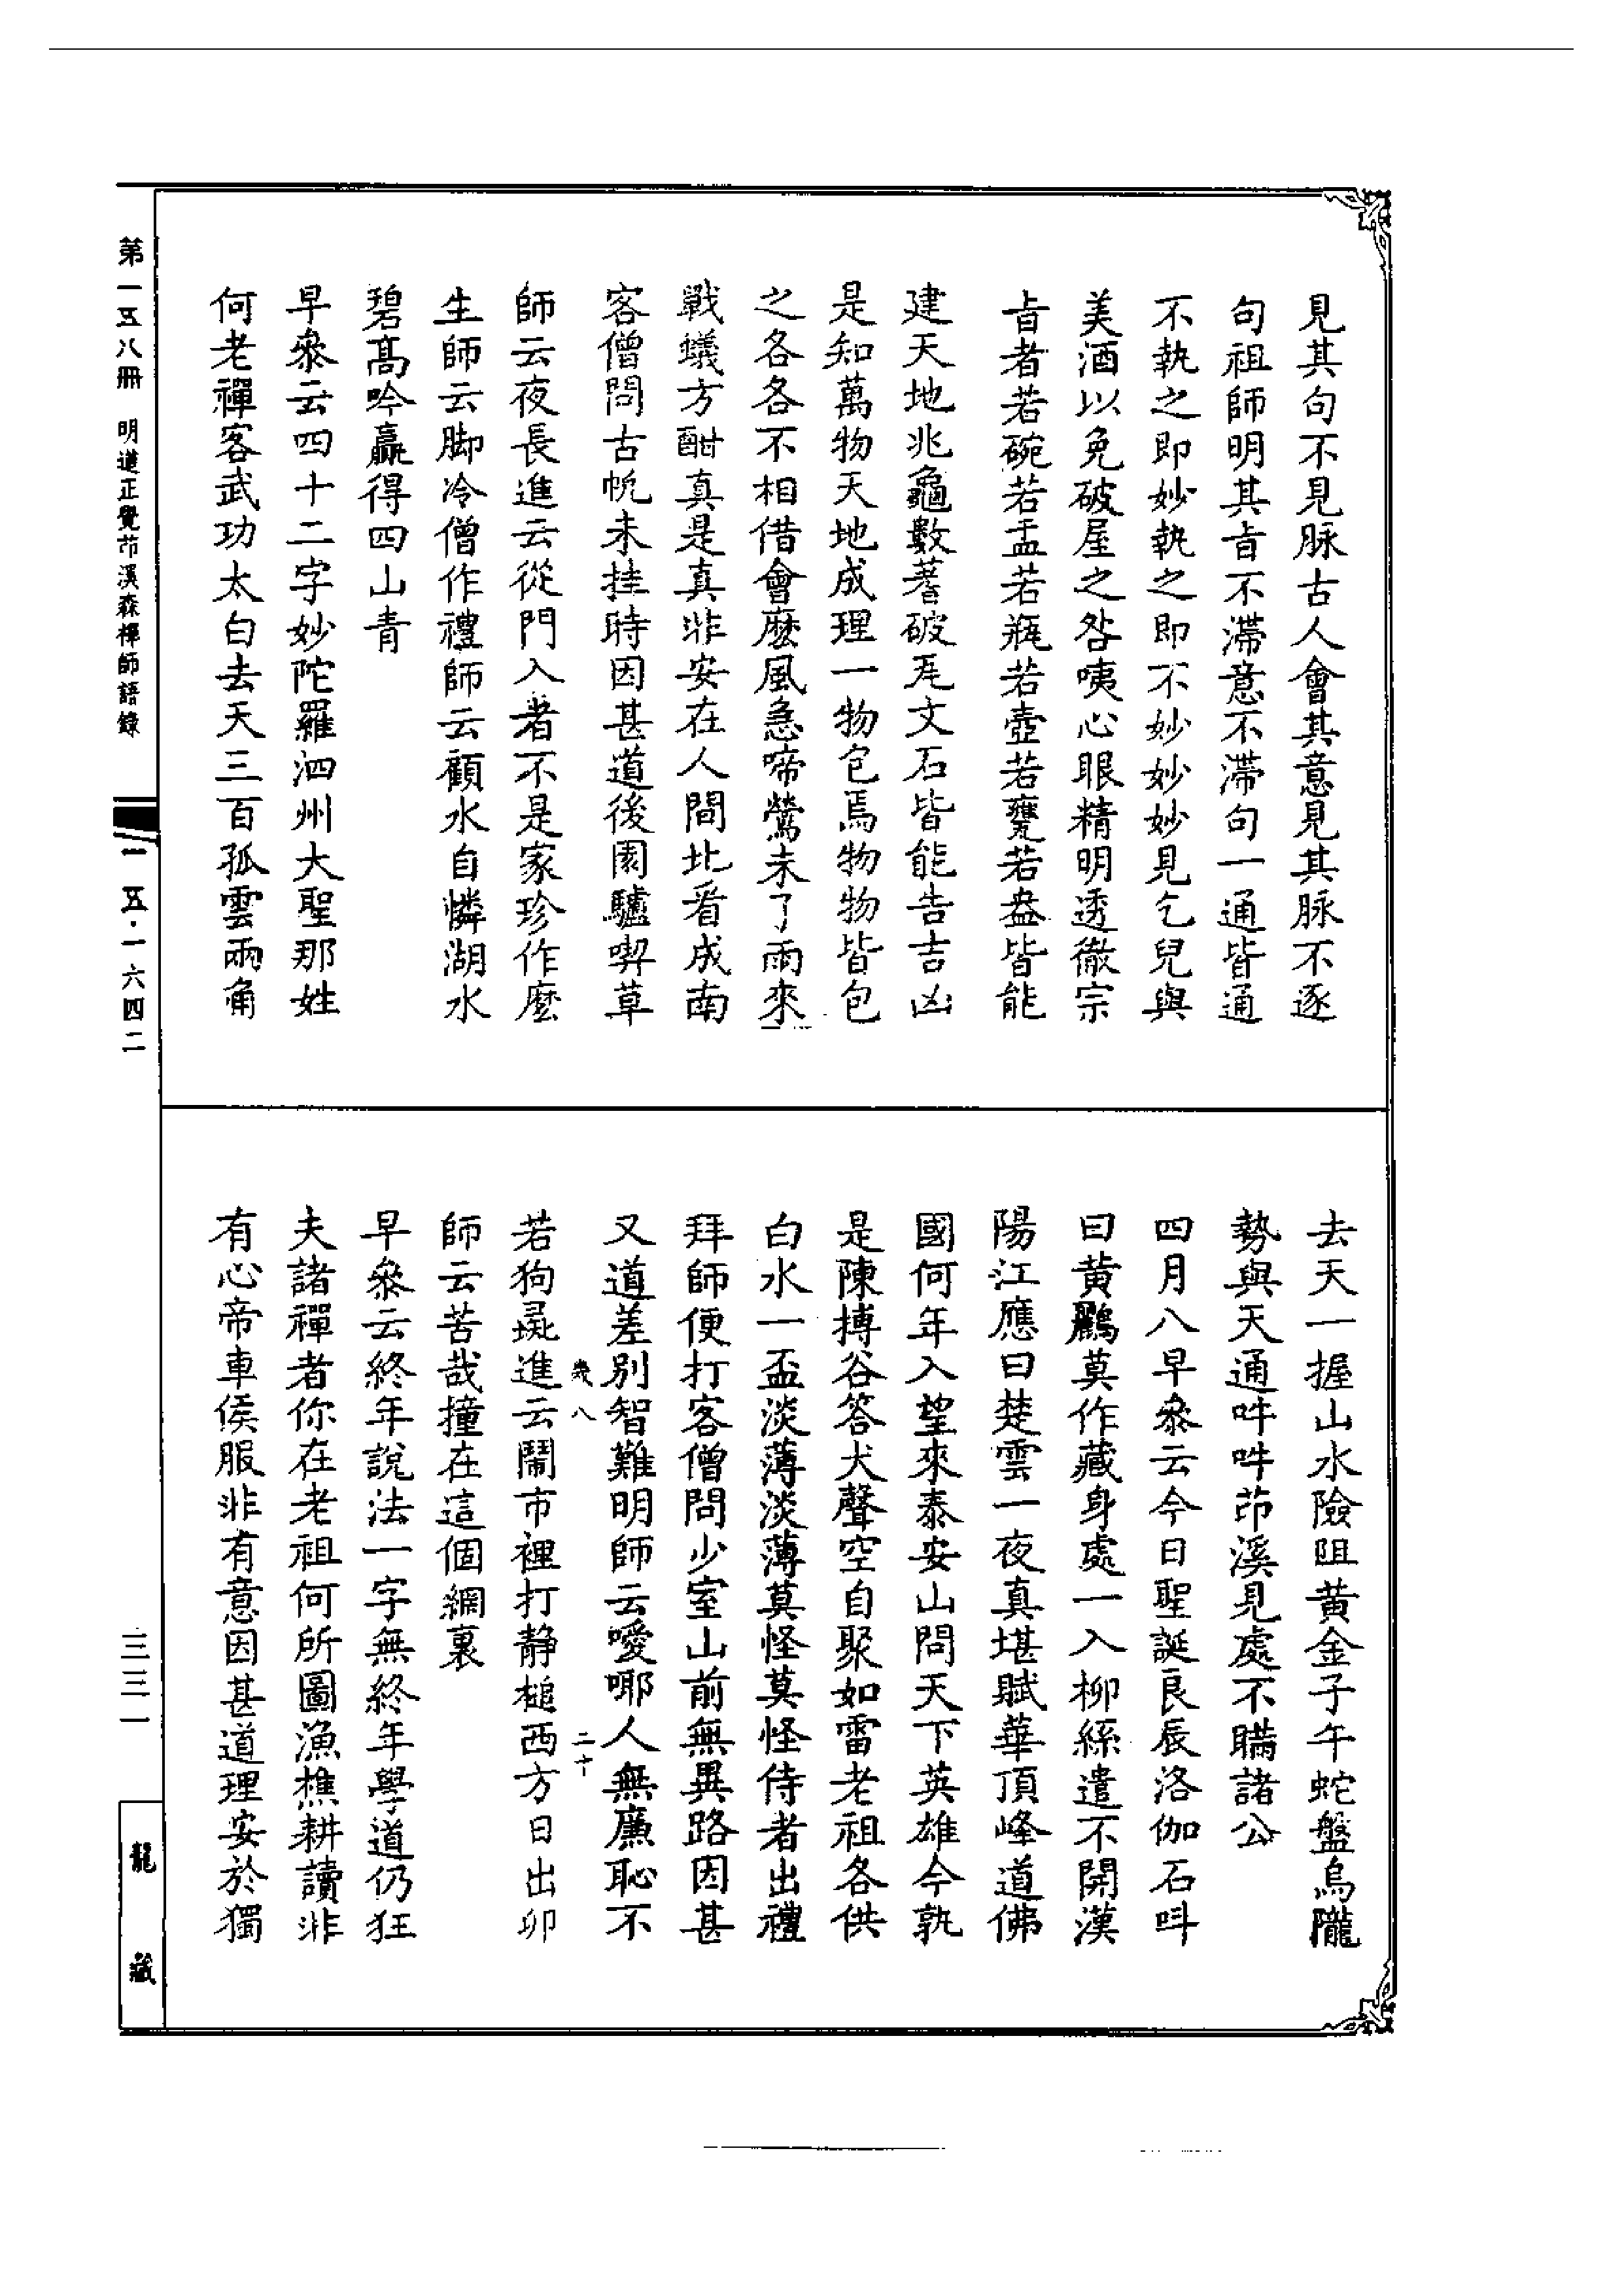 見其句不見脉古人會其意見其脉不逐
句祖師明其旨不滯意不滯句一通皆通
不執之即妙執之即不妙妙妙見乞兒與
美酒以免破屋之咎咦心眼精明透徹宗
旨者若碗若盂若瓶若壺若甕若盎皆能
建天地兆龜數蓍破瓦文石皆能告吉凶
是知萬物天地成理一物包焉物物皆包
之各各不相借會麼風急啼鶯未了雨來
戰蟻方酣真是真非安在人間北看成南
客僧問古帆未挂時因甚道後園驢喫草
師云夜長進云從門入者不是家珍作麼
生師云脚冷僧作禮師云顧水自憐湖水
碧高吟贏得四山青
早參云四十二字妙陀羅泗州大聖那姓
何老禪客武功太白去天三百孤雲兩角
去天一握山水險阻黃金子午蛇盤烏隴
勢與天通吽吽茚溪見處不瞞諸公
四月八早參云今日聖誕良辰洛伽石呌
曰黃鸝莫作藏身處一入柳絲遣不開漢
陽江應曰楚雲一夜真堪賦華頂峰道佛
國何年入望來泰安山問天下英雄今孰
是陳摶谷答犬聲空自聚如雷老祖各供
白水一盃淡薄淡薄莫怪莫怪侍者出禮
拜師便打客僧問少室山前無異路因甚
又道差別智難明師云噯哪人無廉恥不
幾八 二十
若狗㲋進云鬧市裡打静槌西方日出卯
師云苦哉撞在這個網裏
早參云終年說法一字無終年學道仍狂
夫諸禪者你在老祖何所圖漁樵耕讀非
有心帝車侯服非有意因甚道理安於獨
第一五八冊 明道正覺茚溪森禪師語錄
一五·一六四二
三三一
龍藏